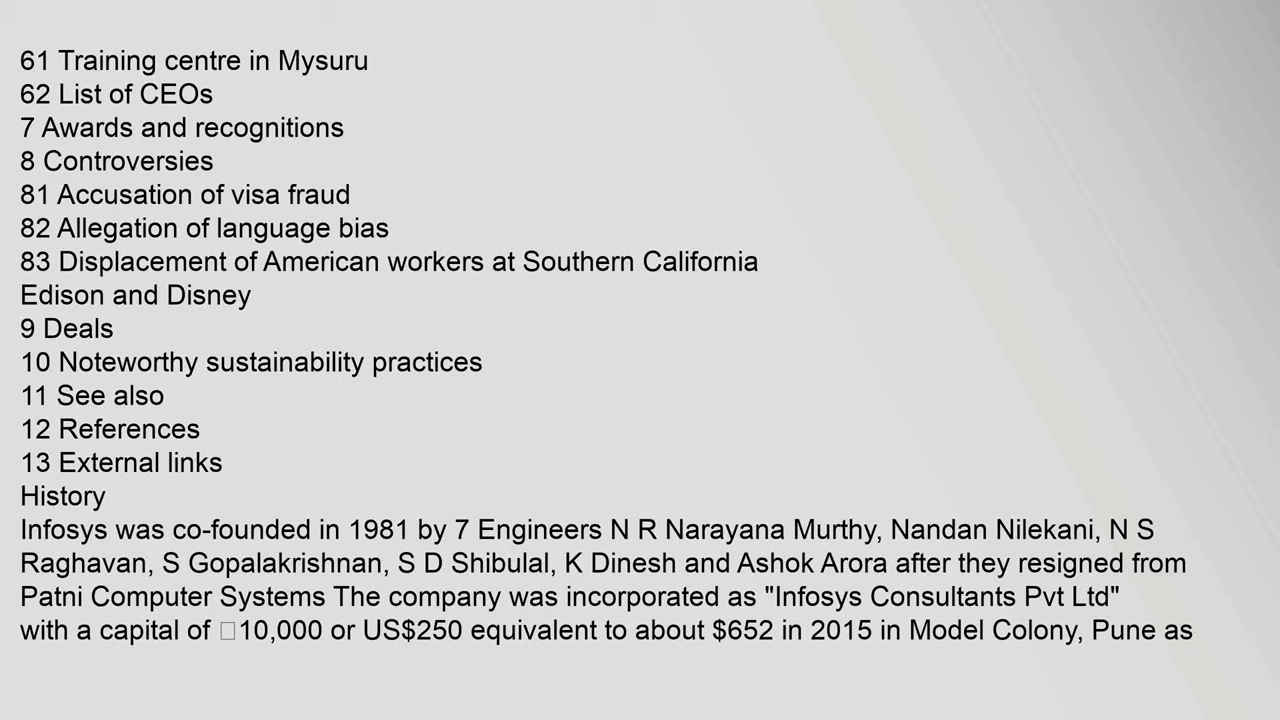 61 Training centre in Mysuru
62 List of CEOs
7 Awards and recognitions
8 Controversies
81 Accusation of visa fraud
82 Allegation of language bias
83 Displacement of American workers at Southern California
Edison and Disney
9 Deals
10 Noteworthy sustainability practices
11 See also
12 References
13 External links
History
Infosys was co-founded in 1981 by 7 Engineers N R Narayana Murthy, Nandan Nilekani, N S
Raghavan, S Gopalakrishnan, S D Shibulal, K Dinesh and Ashok Arora after they resigned from
Patni Computer Systems The company was incorporated as "Infosys Consultants Pvt Ltd"
with a capital of □10,000 or US$250 equivalent to about $652 in 2015 in Model Colony, Pune as